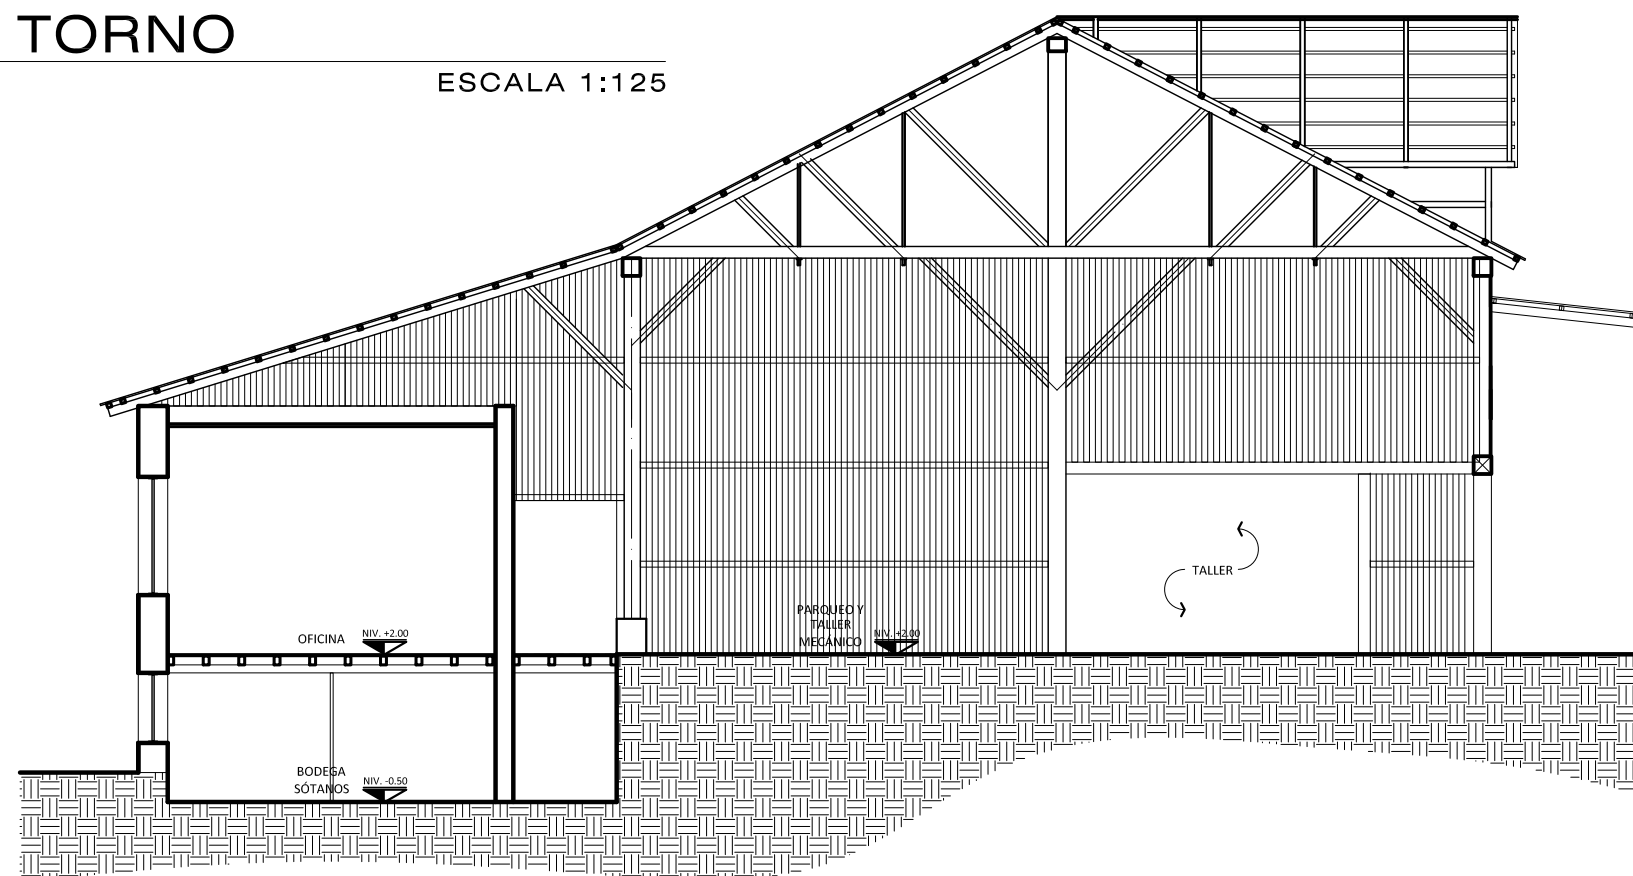 TORNO
ESCALA 1:125
TALLER
PARQUEO Y
TALLER
MECÁNICO
NIV. +2.00
OFICINA
NIV. +2.00
BODEGA
SÓTANOS
NIV. -0.50